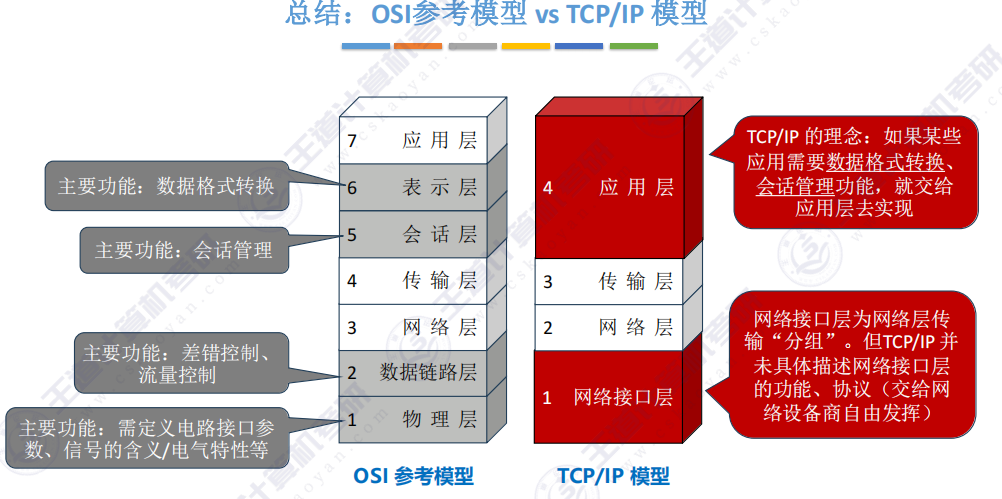 总结：OSI参考模型 vs TCP/IP 模型
7 应用层
6 表示层
5 会话层
4 传输层
3 网络层
2 数据链路层
1 物理层
OSI 参考模型
主要功能：数据格式转换
主要功能：会话管理
主要功能：差错控制、
流量控制
主要功能：需定义电路接口参
数、信号的含义/电气特性等
4 应用层
3 传输层
2 网络层
1 网络接口层
TCP/IP 模型
TCP/IP 的理念：如果某些
应用需要数据格式转换、
会话管理功能，就交给
应用层去实现
网络接口层为网络层传
输“分组”。但TCP/IP 并
未具体描述网络接口层
的功能、协议（交给网
络设备商自由发挥）
王道计算机考研
www.cskaoyan.com